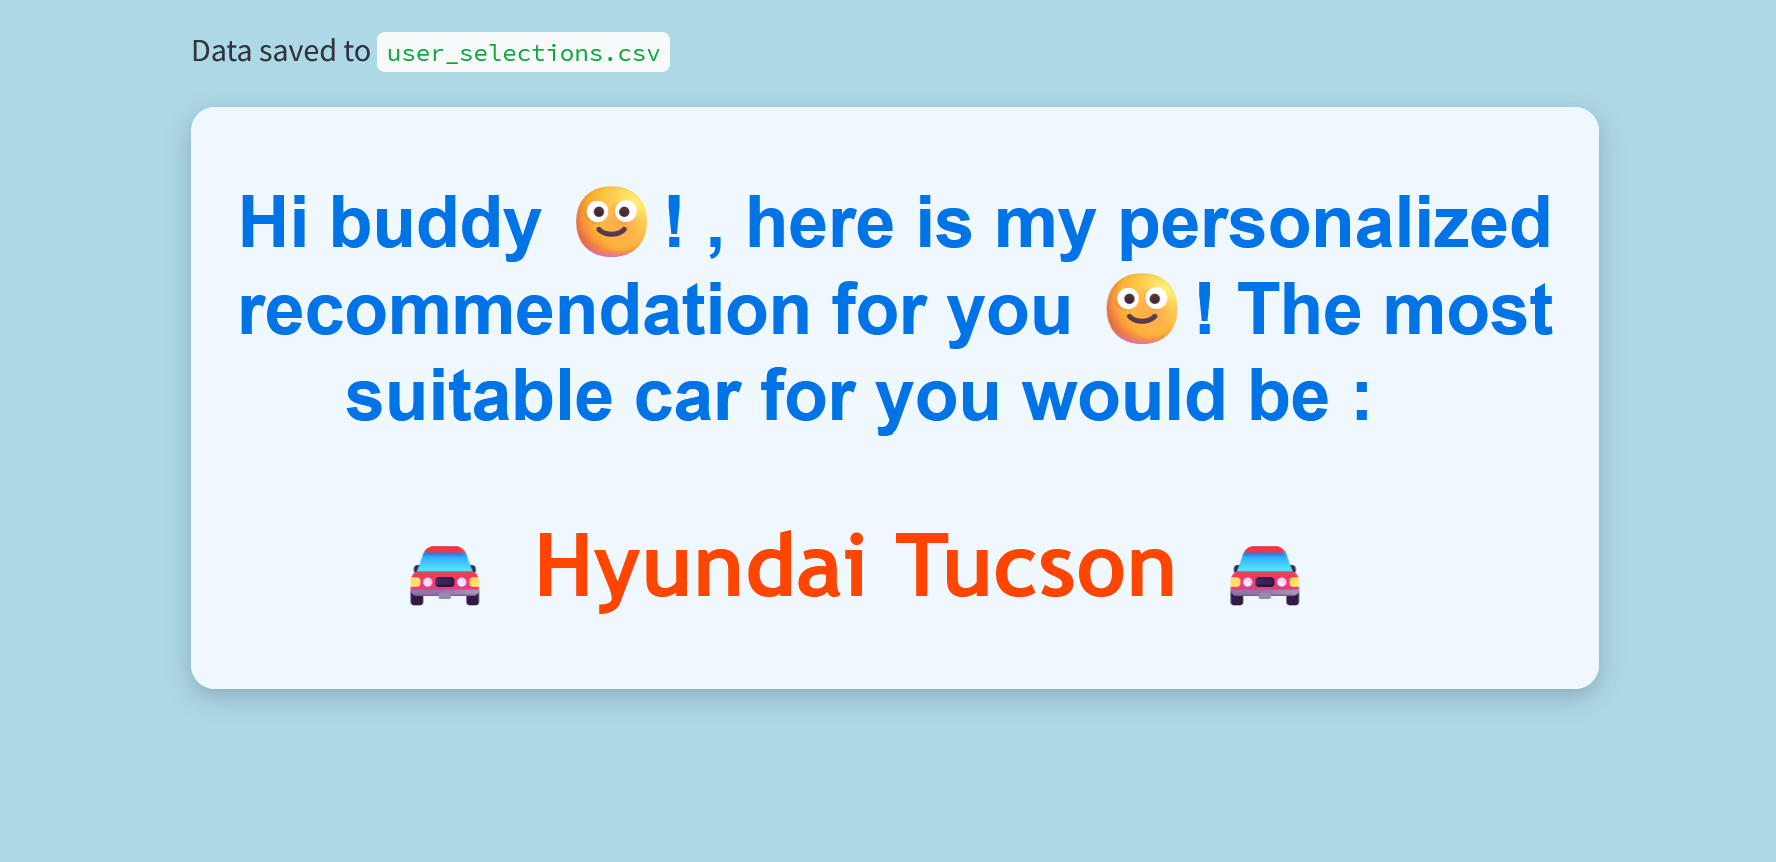 Data saved to user_selections.csv
Hi buddy 🙂! , here is my personalized
recommendation for you 🙂! The most
suitable car for you would be :
🚘 Hyundai Tucson 🚘